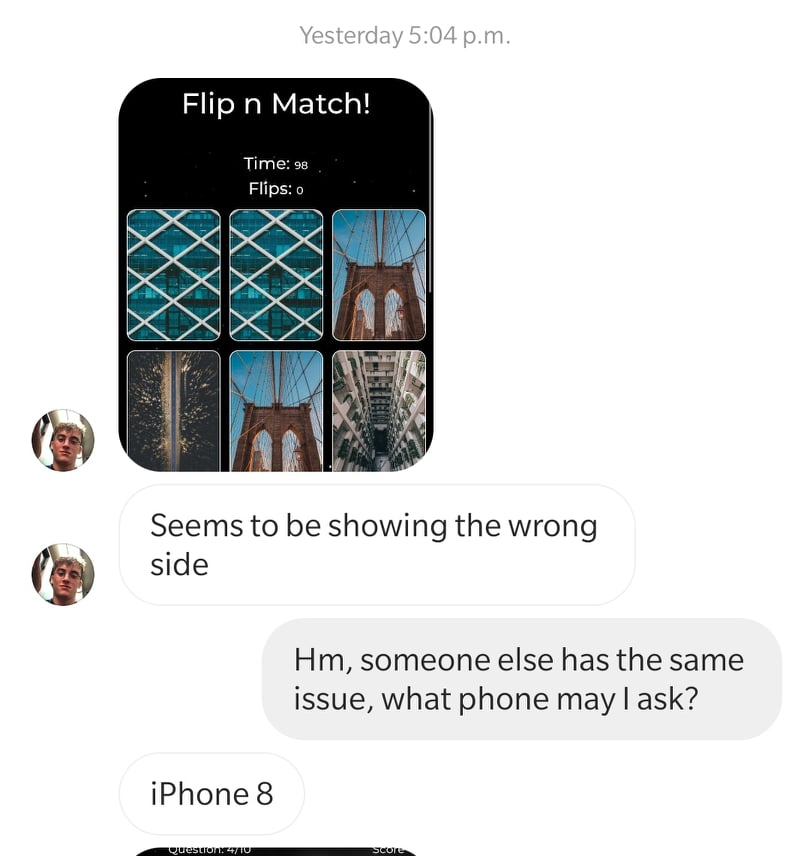 Yesterday 5:04 p.m.
Flip n Match!
Time: 98
Flips: 0
Seems to be showing the wrong
side
Hm, someone else has the same
issue, what phone may I ask?
iPhone 8
Question: 4/10 Score